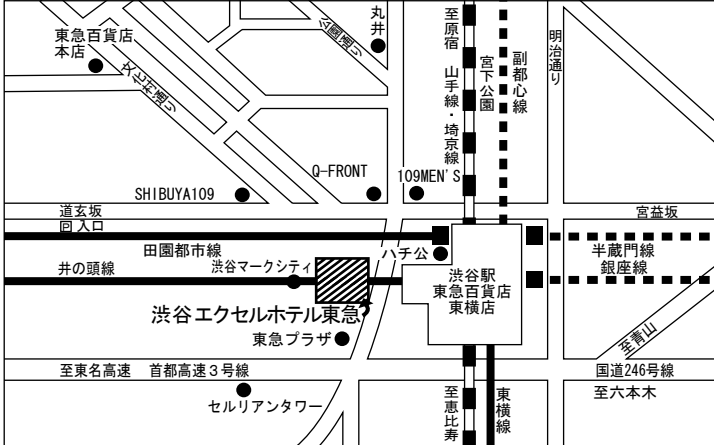 丸井
公園通り
東急百貨店
本店
文化村通り
至原宿
山手線・埼京線
宮下公園
副都心線
明治通り
Q-FRONT
109MEN'S
SHIBUYA109
道玄坂
回入口
宮益坂
田園都市線
ハチ公
半蔵門線
銀座線
井の頭線
渋谷マークシティ
渋谷駅
東急百貨店
東横店
渋谷エクセルホテル東急
東急プラザ
至青山
至東名高速 首都高速3号線
国道246号線
至六本木
セルリアンタワー
至恵比寿
東横線